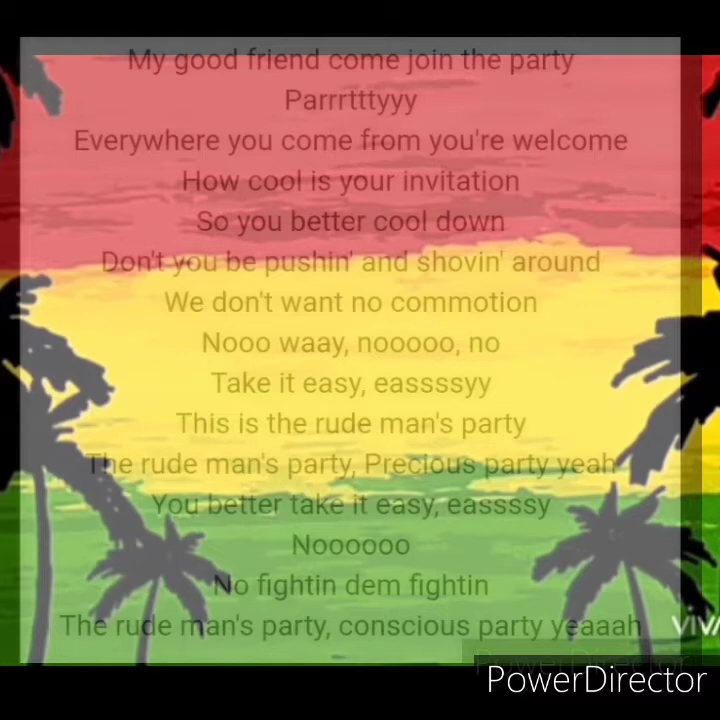 My good friend come join the party
Parrrtttyyy
Everywhere you come from you're welcome
How cool is your invitation
So you better cool down
Don't you be pushin' and shovin' around
We don't want no commotion
Nooo waay, nooooo, no
Take it easy, eassssyy
This is the rude man's party
The rude man's party, Precious party yeah
You better take it easy, eassssy
Noooooo
No fightin dem fightin
The rude man's party, conscious party yeaaah
VIVA
PowerDirector
PowerDirector